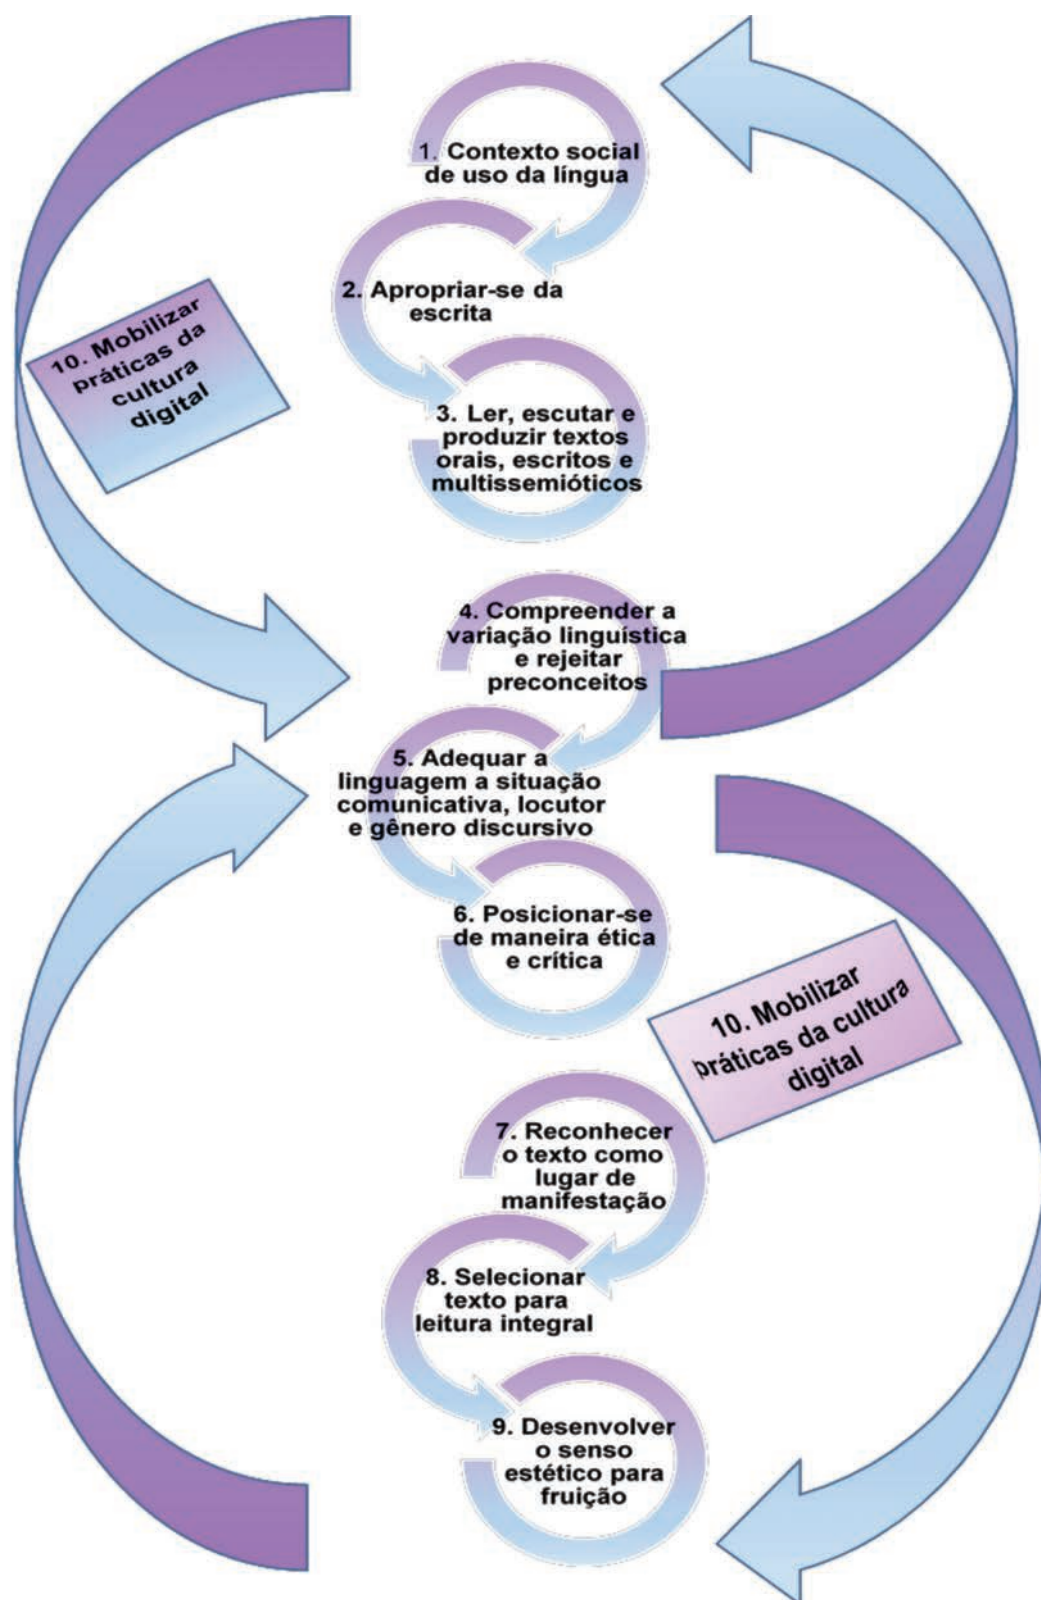 1. Contexto social
de uso da língua
2. Apropriar-se da
escrita
10. Mobilizar
práticas da
cultura
digital
3. Ler, escutar e
produzir textos
orais, escritos e
multissemióticos
4. Compreender a
variação linguística
e rejeitar
preconceitos
5. Adequar a
linguagem a situação
comunicativa, locutor
e gênero discursivo
6. Posicionar-se
de maneira ética
e crítica
10. Mobilizar
práticas da cultura
digital
7. Reconhecer
o texto como
lugar de
manifestação
8. Selecionar
texto para
leitura integral
9. Desenvolver
o senso
estético para
fruição